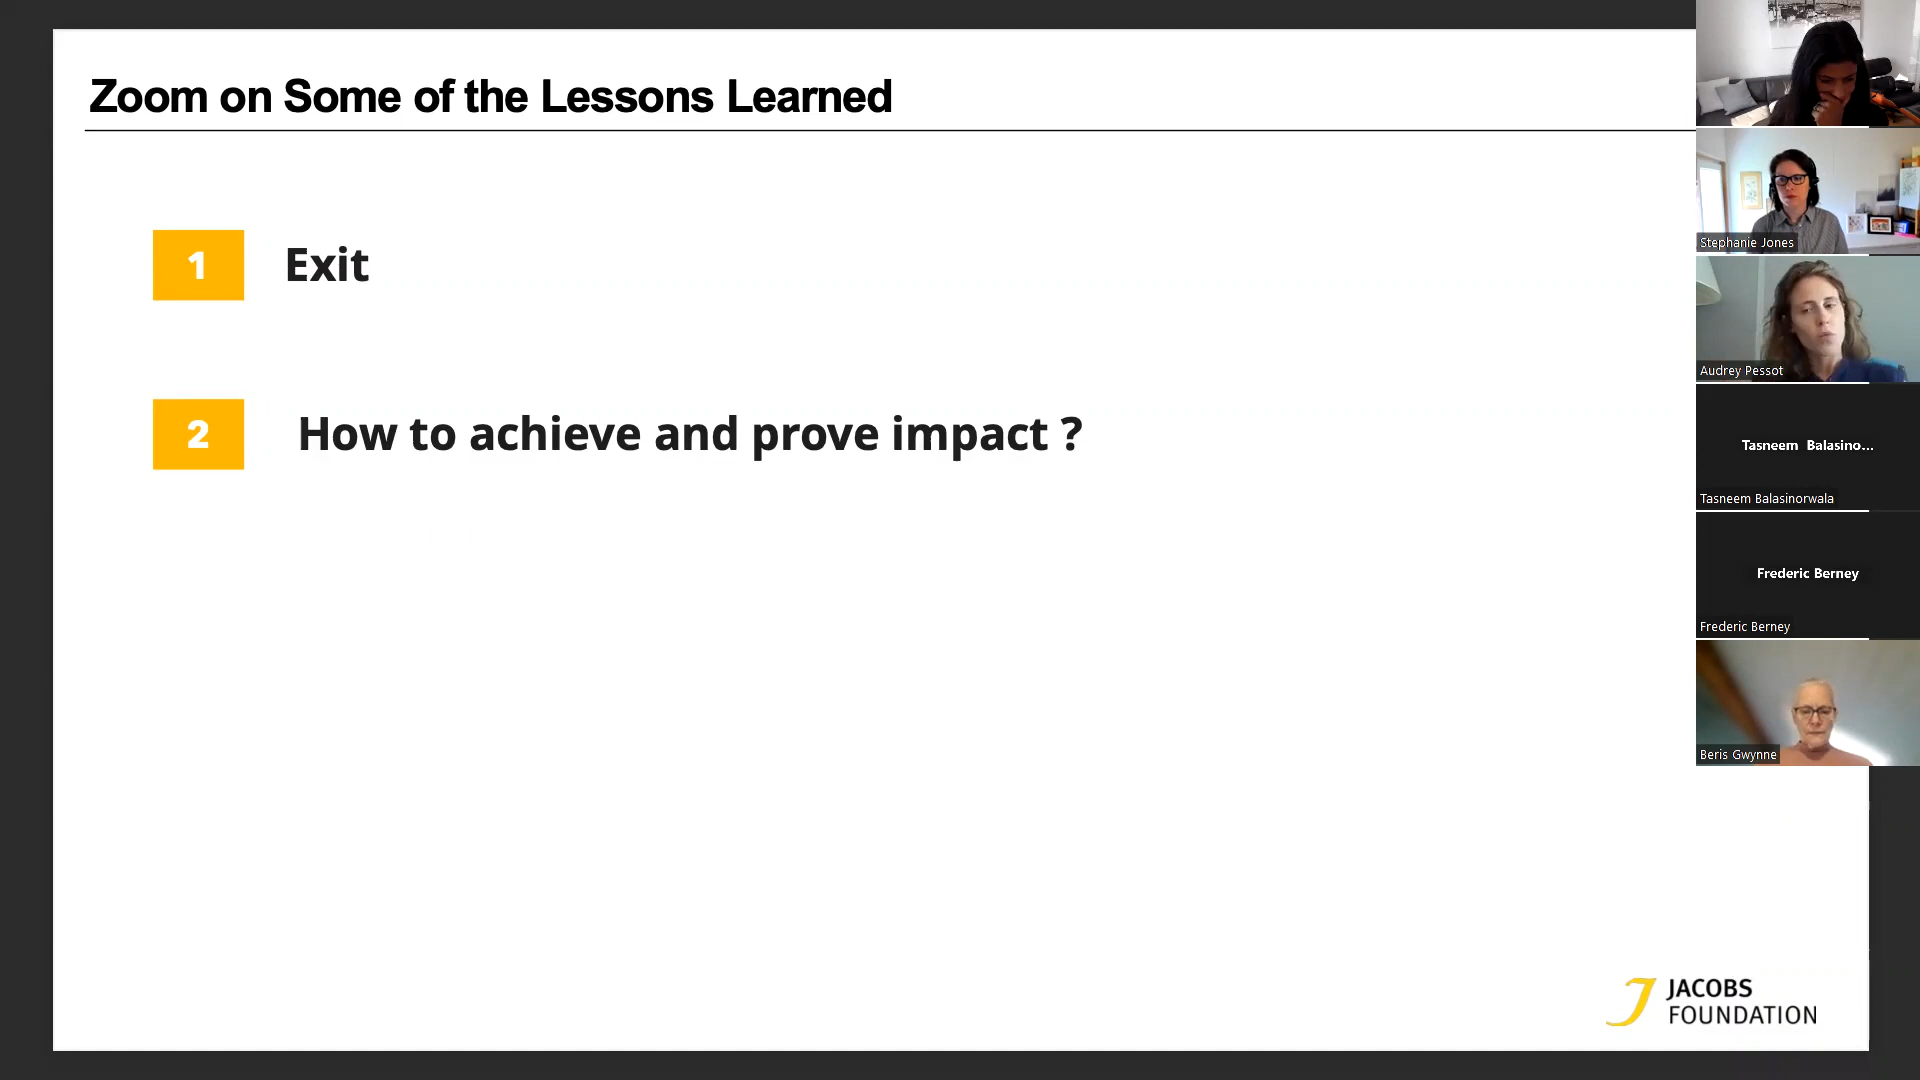 Zoom on Some of the Lessons Learned
1
Exit
2
How to achieve and prove impact ?
JACOBS
FOUNDATION
Stephanie Jones
Audrey Pessot
Tasneem Balasino...
Tasneem Balasinorwala
Frederic Berney
Frederic Berney
Beris Gwynne